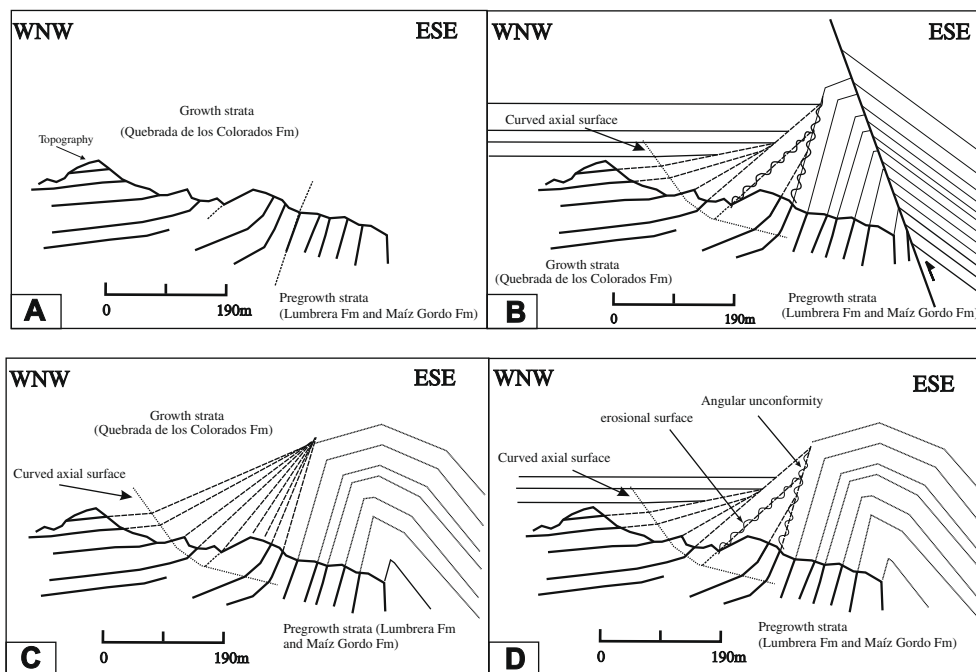 WNW ESE
Growth strata
(Quebrada de los Colorados Fm)
Topography
Pregrowth strata
(Lumbrera Fm and Maíz Gordo Fm)
A
0 190m
WNW ESE
Curved axial surface
Growth strata
(Quebrada de los Colorados Fm)
Pregrowth strata
(Lumbrera Fm and Maíz Gordo Fm)
B
0 190m
WNW ESE
Growth strata
(Quebrada de los Colorados Fm)
Curved axial surface
Pregrowth strata (Lumbrera Fm
and Maíz Gordo Fm)
C
0 190m
WNW ESE
Angular unconformity
erosional surface
Curved axial surface
Pregrowth strata
(Lumbrera Fm and Maíz Gordo Fm)
D
0 190m